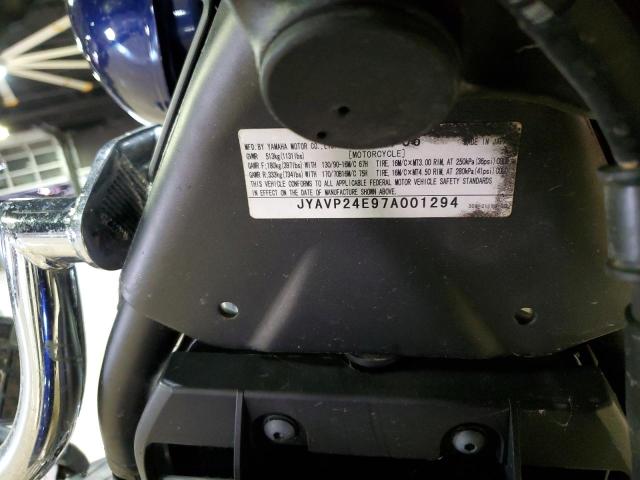 MFD.BY YAMAHA MOTOR CO., 06 MADE IN JAPAN
GVWR 513kg(1131lbs) [MOTORCYCLE]
GAWR F:180kg(397lbs)WITH 130/90-16M/C 67H TIRE, 16M/C×MT3.00 RIM, AT 250kPa(36psi)COLD
GAWR R:333kg(734lbs)WITH 170/70B16M/C 75H TIRE, 16M/C×MT4.50 RIM, AT 280kPa(41psi)COLD
THIS VEHICLE CONFORMS TO ALL APPLICABLE FEDERAL MOTOR VEHICLE SAFETY STANDARDS
IN EFFECT ON THE DATE OF MANUFACTURE SHOWN ABOVE.
JYAVP24E97A001294